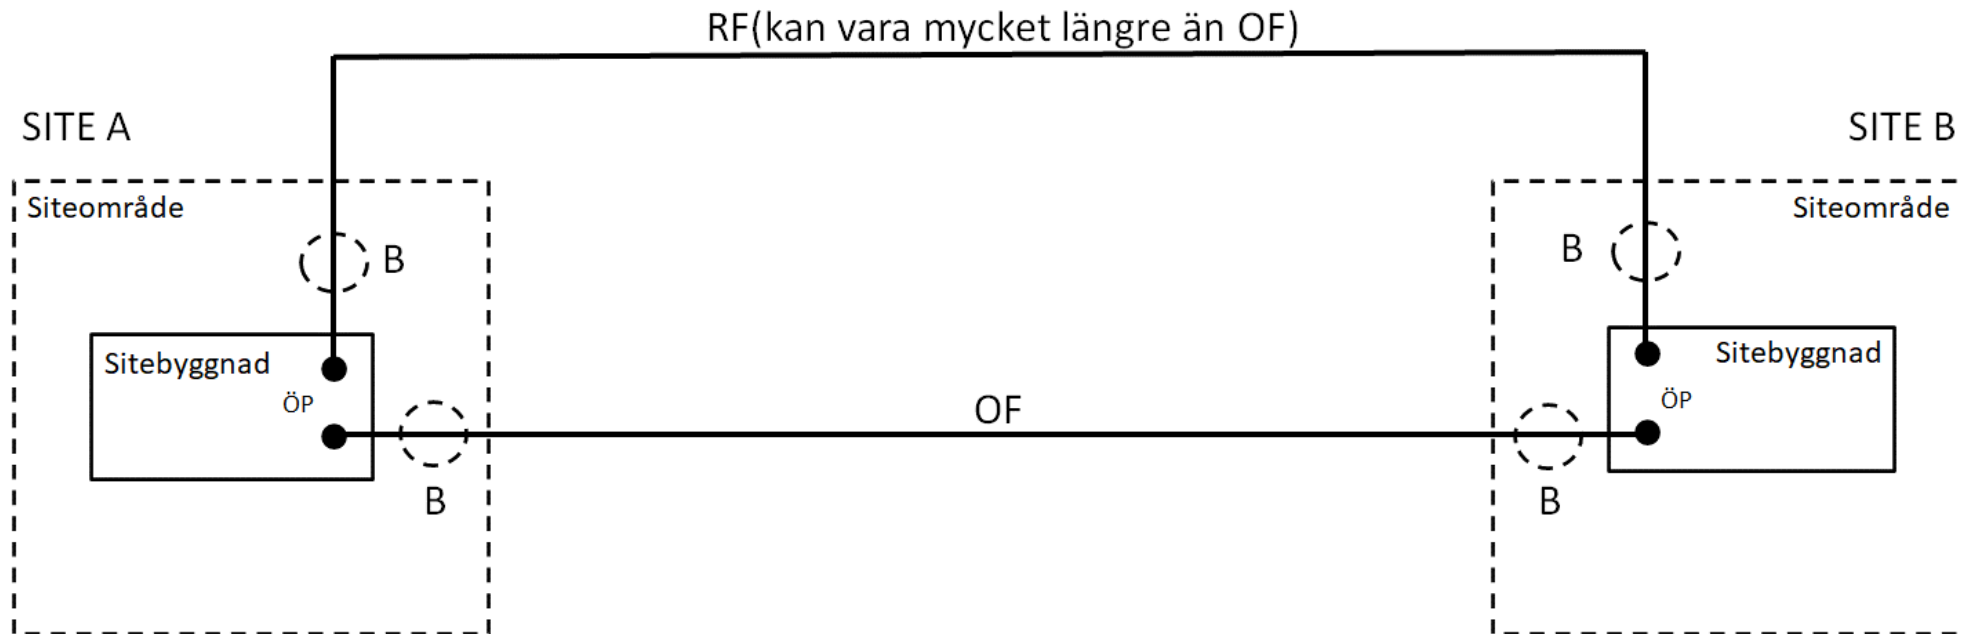 RF(kan vara mycket längre än OF)
SITE A
SITE B
Siteområde
Siteområde
B
B
Sitebyggnad
Sitebyggnad
ÖP
ÖP
OF
B
B